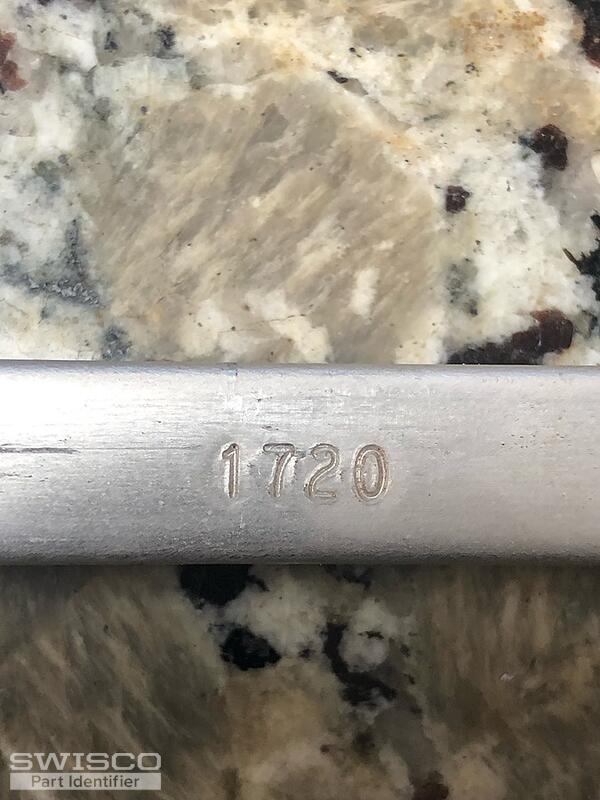 1720
SWISCO
Part Identifier